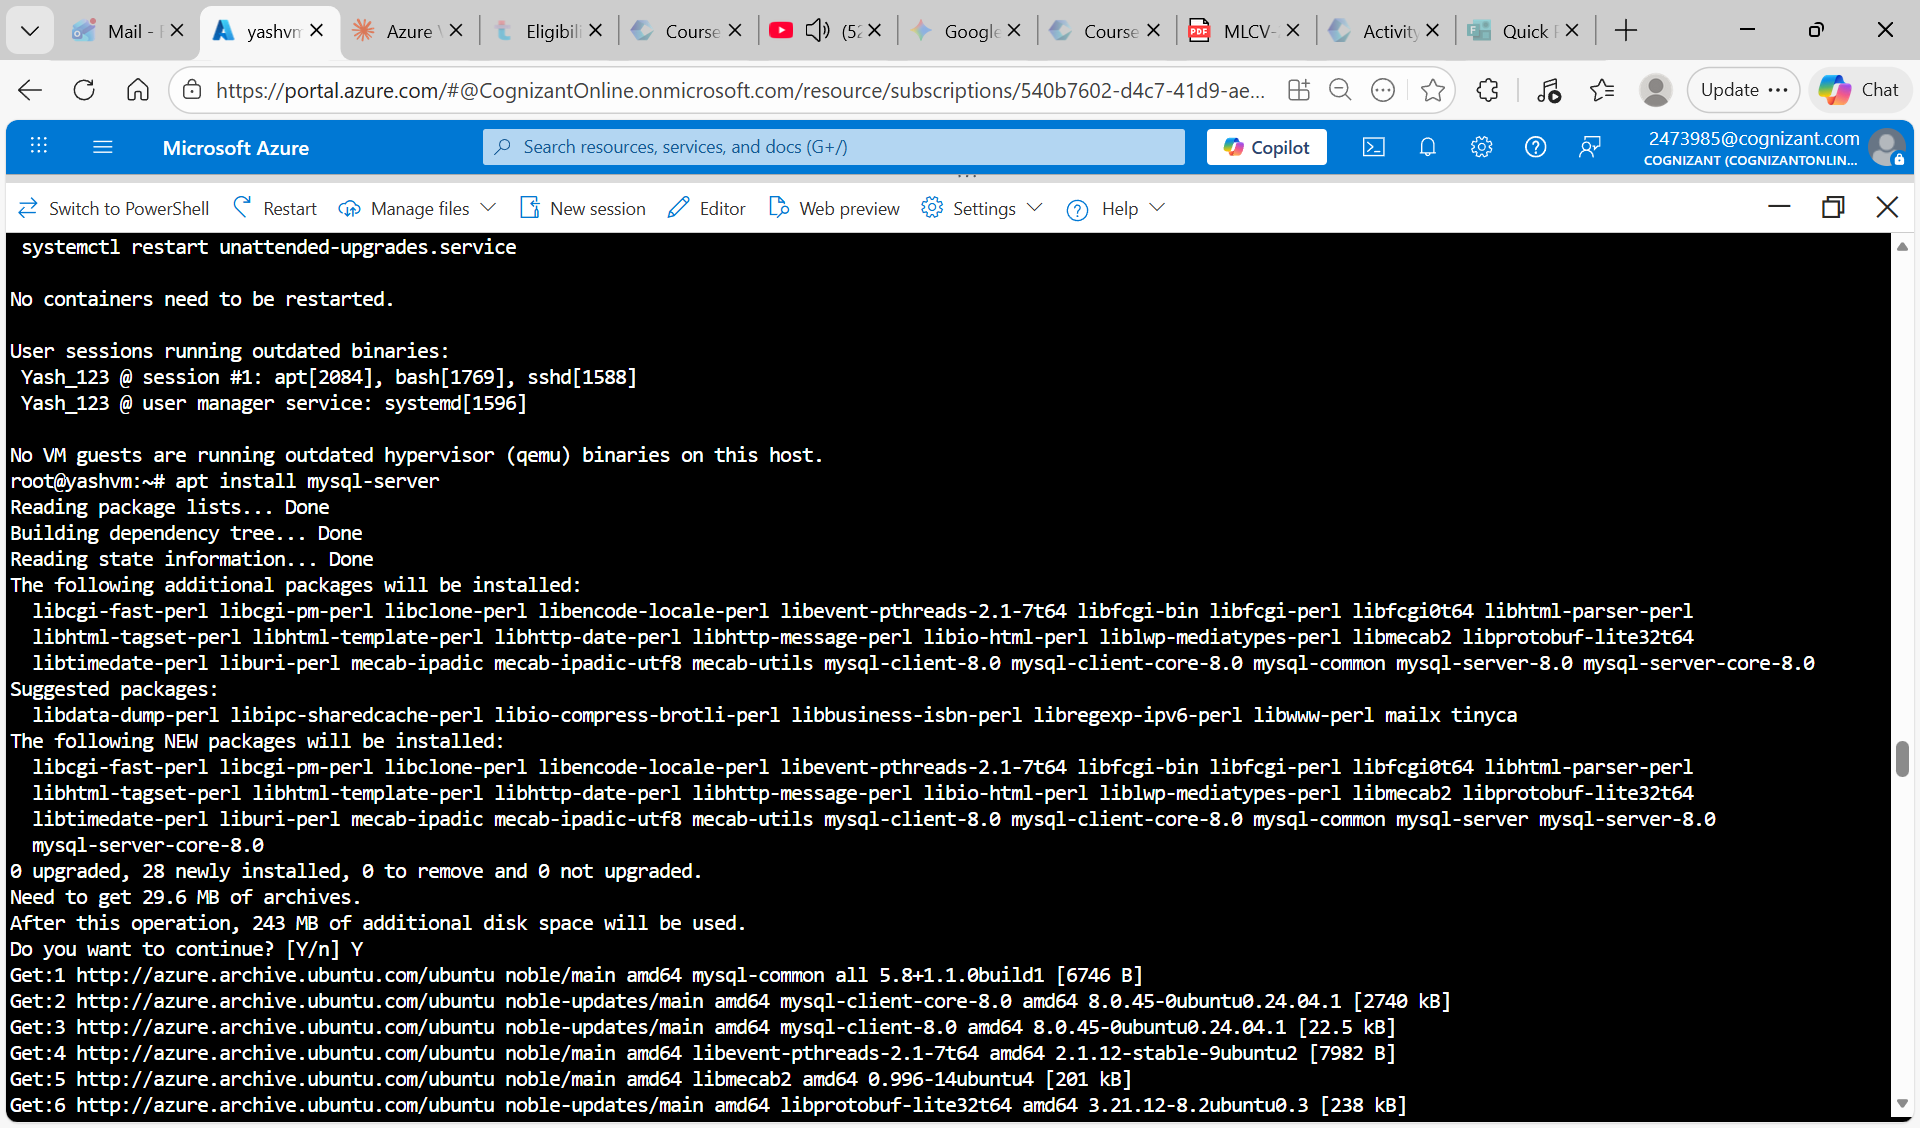 Mail -
yashvm
Azure
Eligibili
Course
(52
Google
Course
MLCV-
Activity
Quick
https://portal.azure.com/#@CognizantOnline.onmicrosoft.com/resource/subscriptions/540b7602-d4c7-41d9-ae...
Update
Chat
Microsoft Azure
Search resources, services, and docs (G+/)
Copilot
2473985@cognizant.com
COGNIZANT (COGNIZANTONLIN...
Switch to PowerShell
Restart
Manage files
New session
Editor
Web preview
Settings
Help
systemctl restart unattended-upgrades.service
No containers need to be restarted.
User sessions running outdated binaries:
Yash_123 @ session #1: apt[2084], bash[1769], sshd[1588]
Yash_123 @ user manager service: systemd[1596]
No VM guests are running outdated hypervisor (qemu) binaries on this host.
root@yashvm:~# apt install mysql-server
Reading package lists... Done
Building dependency tree... Done
Reading state information... Done
The following additional packages will be installed:
libcgi-fast-perl libcgi-pm-perl libclone-perl libencode-locale-perl libevent-pthreads-2.1-7t64 libfcgi-bin libfcgi-perl libfcgi0t64 libhtml-parser-perl
libhtml-tagset-perl libhtml-template-perl libhttp-date-perl libhttp-message-perl libio-html-perl liblwp-mediatypes-perl libmecab2 libprotobuf-lite32t64
libtimedate-perl liburi-perl mecab-ipadic mecab-ipadic-utf8 mecab-utils mysql-client-8.0 mysql-client-core-8.0 mysql-common mysql-server-8.0 mysql-server-core-8.0
Suggested packages:
libdata-dump-perl libipc-sharedcache-perl libio-compress-brotli-perl libbusiness-isbn-perl libregexp-ipv6-perl libwww-perl mailx tinyca
The following NEW packages will be installed:
libcgi-fast-perl libcgi-pm-perl libclone-perl libencode-locale-perl libevent-pthreads-2.1-7t64 libfcgi-bin libfcgi-perl libfcgi0t64 libhtml-parser-perl
libhtml-tagset-perl libhtml-template-perl libhttp-date-perl libhttp-message-perl libio-html-perl liblwp-mediatypes-perl libmecab2 libprotobuf-lite32t64
libtimedate-perl liburi-perl mecab-ipadic mecab-ipadic-utf8 mecab-utils mysql-client-8.0 mysql-client-core-8.0 mysql-common mysql-server mysql-server-8.0
mysql-server-core-8.0
0 upgraded, 28 newly installed, 0 to remove and 0 not upgraded.
Need to get 29.6 MB of archives.
After this operation, 243 MB of additional disk space will be used.
Do you want to continue? [Y/n] Y
Get:1 http://azure.archive.ubuntu.com/ubuntu noble/main amd64 mysql-common all 5.8+1.1.0build1 [6746 B]
Get:2 http://azure.archive.ubuntu.com/ubuntu noble-updates/main amd64 mysql-client-core-8.0 amd64 8.0.45-0ubuntu0.24.04.1 [2740 kB]
Get:3 http://azure.archive.ubuntu.com/ubuntu noble-updates/main amd64 mysql-client-8.0 amd64 8.0.45-0ubuntu0.24.04.1 [22.5 kB]
Get:4 http://azure.archive.ubuntu.com/ubuntu noble/main amd64 libevent-pthreads-2.1-7t64 amd64 2.1.12-stable-9ubuntu2 [7982 B]
Get:5 http://azure.archive.ubuntu.com/ubuntu noble/main amd64 libmecab2 amd64 0.996-14ubuntu4 [201 kB]
Get:6 http://azure.archive.ubuntu.com/ubuntu noble-updates/main amd64 libprotobuf-lite32t64 amd64 3.21.12-8.2ubuntu0.3 [238 kB]